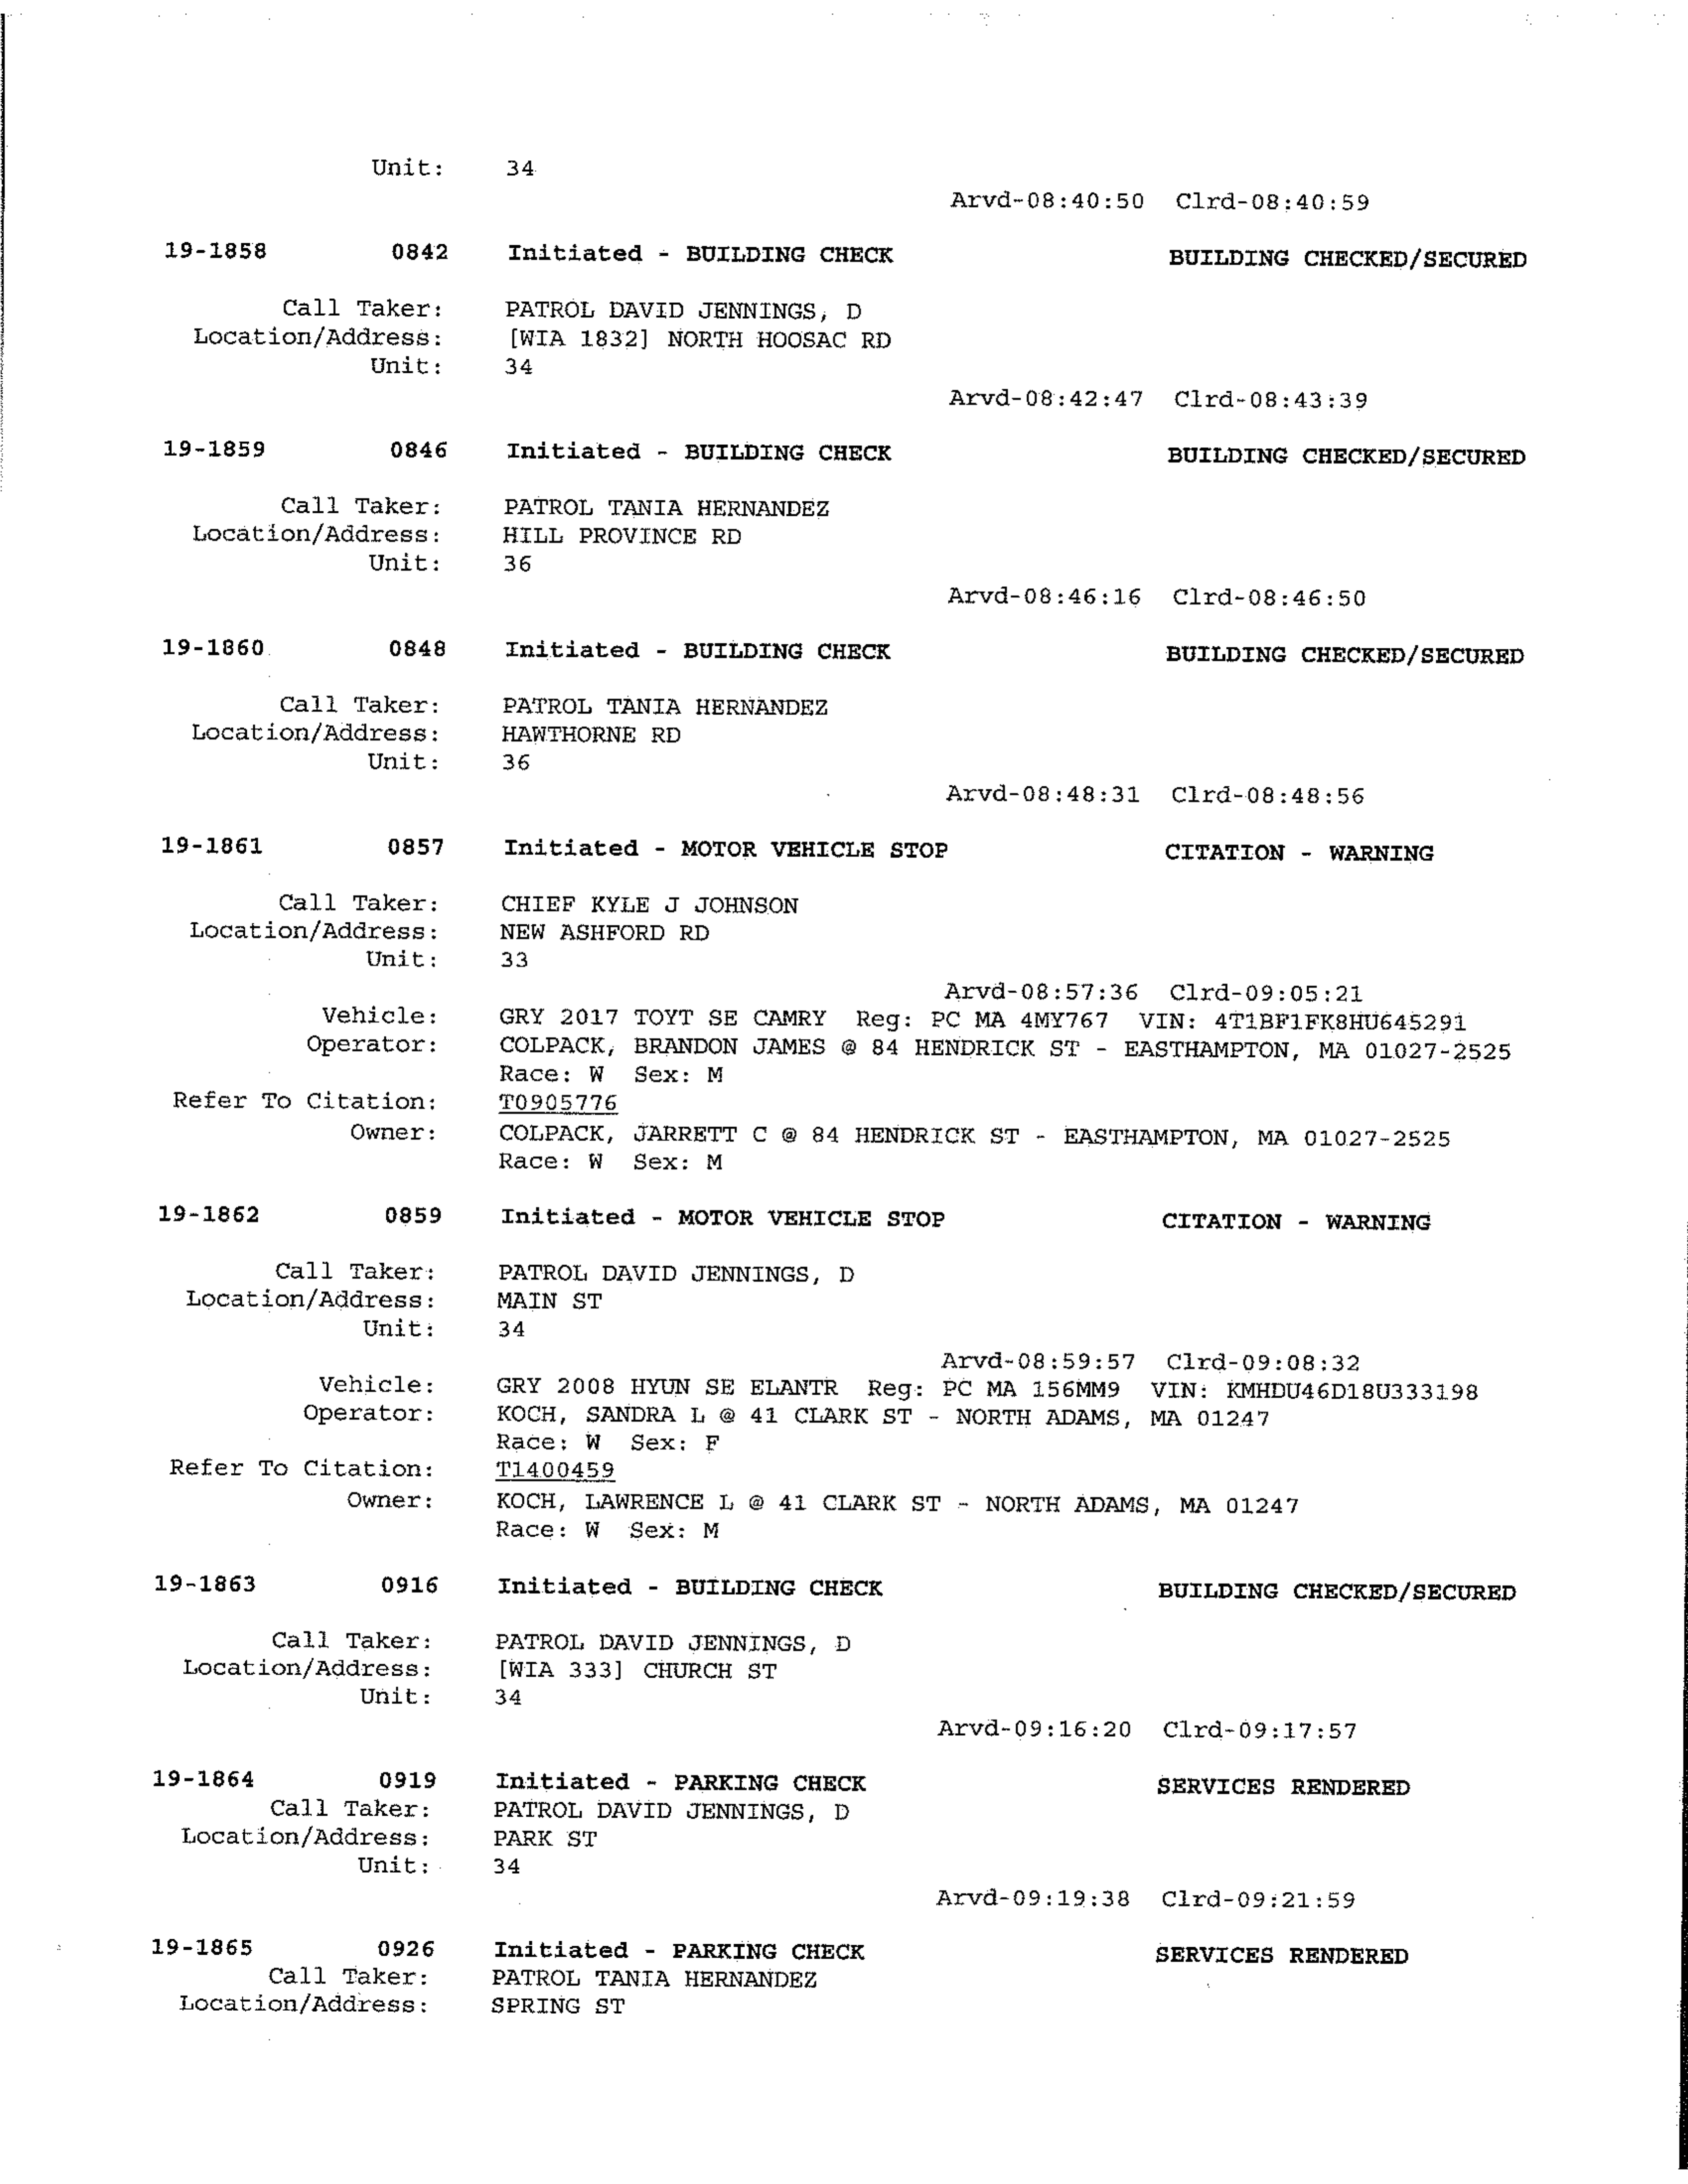 Unit: 34
Arvd-08:40:50 Clrd-08:40:59
19-1858 0842 Initiated - BUILDING CHECK BUILDING CHECKED/SECURED
Call Taker: PATROL DAVID JENNINGS, D
Location/Address: [WIA 1832] NORTH HOOSAC RD
Unit: 34
Arvd-08:42:47 Clrd-08:43:39
19-1859 0846 Initiated - BUILDING CHECK BUILDING CHECKED/SECURED
Call Taker: PATROL TANIA HERNANDEZ
Location/Address: HILL PROVINCE RD
Unit: 36
Arvd-08:46:16 Clrd-08:46:50
19-1860 0848 Initiated - BUILDING CHECK BUILDING CHECKED/SECURED
Call Taker: PATROL TANIA HERNANDEZ
Location/Address: HAWTHORNE RD
Unit: 36
Arvd-08:48:31 Clrd-08:48:56
19-1861 0857 Initiated - MOTOR VEHICLE STOP CITATION - WARNING
Call Taker: CHIEF KYLE J JOHNSON
Location/Address: NEW ASHFORD RD
Unit: 33
Arvd-08:57:36 Clrd-09:05:21
Vehicle: GRY 2017 TOYT SE CAMRY Reg: PC MA 4MY767 VIN: 4T1BF1FK8HU645291
Operator: COLPACK, BRANDON JAMES @ 84 HENDRICK ST - EASTHAMPTON, MA 01027-2525
Race: W Sex: M
Refer To Citation: T0905776
Owner: COLPACK, JARRETT C @ 84 HENDRICK ST - EASTHAMPTON, MA 01027-2525
Race: W Sex: M
19-1862 0859 Initiated - MOTOR VEHICLE STOP CITATION - WARNING
Call Taker: PATROL DAVID JENNINGS, D
Location/Address: MAIN ST
Unit: 34
Arvd-08:59:57 Clrd-09:08:32
Vehicle: GRY 2008 HYUN SE ELANTR Reg: PC MA 156MM9 VIN: KMHDU46D18U333198
Operator: KOCH, SANDRA L @ 41 CLARK ST - NORTH ADAMS, MA 01247
Race: W Sex: F
Refer To Citation: T1400459
Owner: KOCH, LAWRENCE L @ 41 CLARK ST - NORTH ADAMS, MA 01247
Race: W Sex: M
19-1863 0916 Initiated - BUILDING CHECK BUILDING CHECKED/SECURED
Call Taker: PATROL DAVID JENNINGS, D
Location/Address: [WIA 333] CHURCH ST
Unit: 34
Arvd-09:16:20 Clrd-09:17:57
19-1864 0919 Initiated - PARKING CHECK SERVICES RENDERED
Call Taker: PATROL DAVID JENNINGS, D
Location/Address: PARK ST
Unit: 34
Arvd-09:19:38 Clrd-09:21:59
19-1865 0926 Initiated - PARKING CHECK SERVICES RENDERED
Call Taker: PATROL TANIA HERNANDEZ
Location/Address: SPRING ST